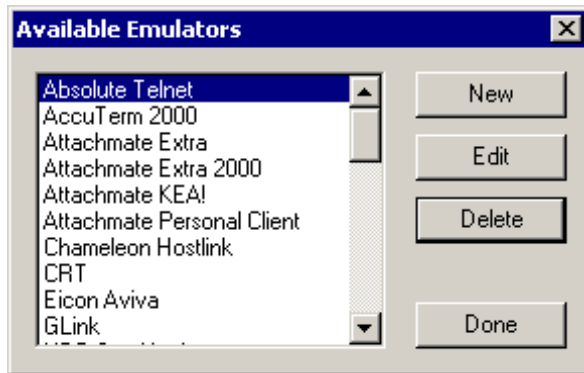 Available Emulators
Absolute Telnet
AccuTerm 2000
Attachmate Extra
Attachmate Extra 2000
Attachmate KEA!
Attachmate Personal Client
Chameleon Hostlink
CRT
Eicon Aviva
GLink
New
Edit
Delete
Done